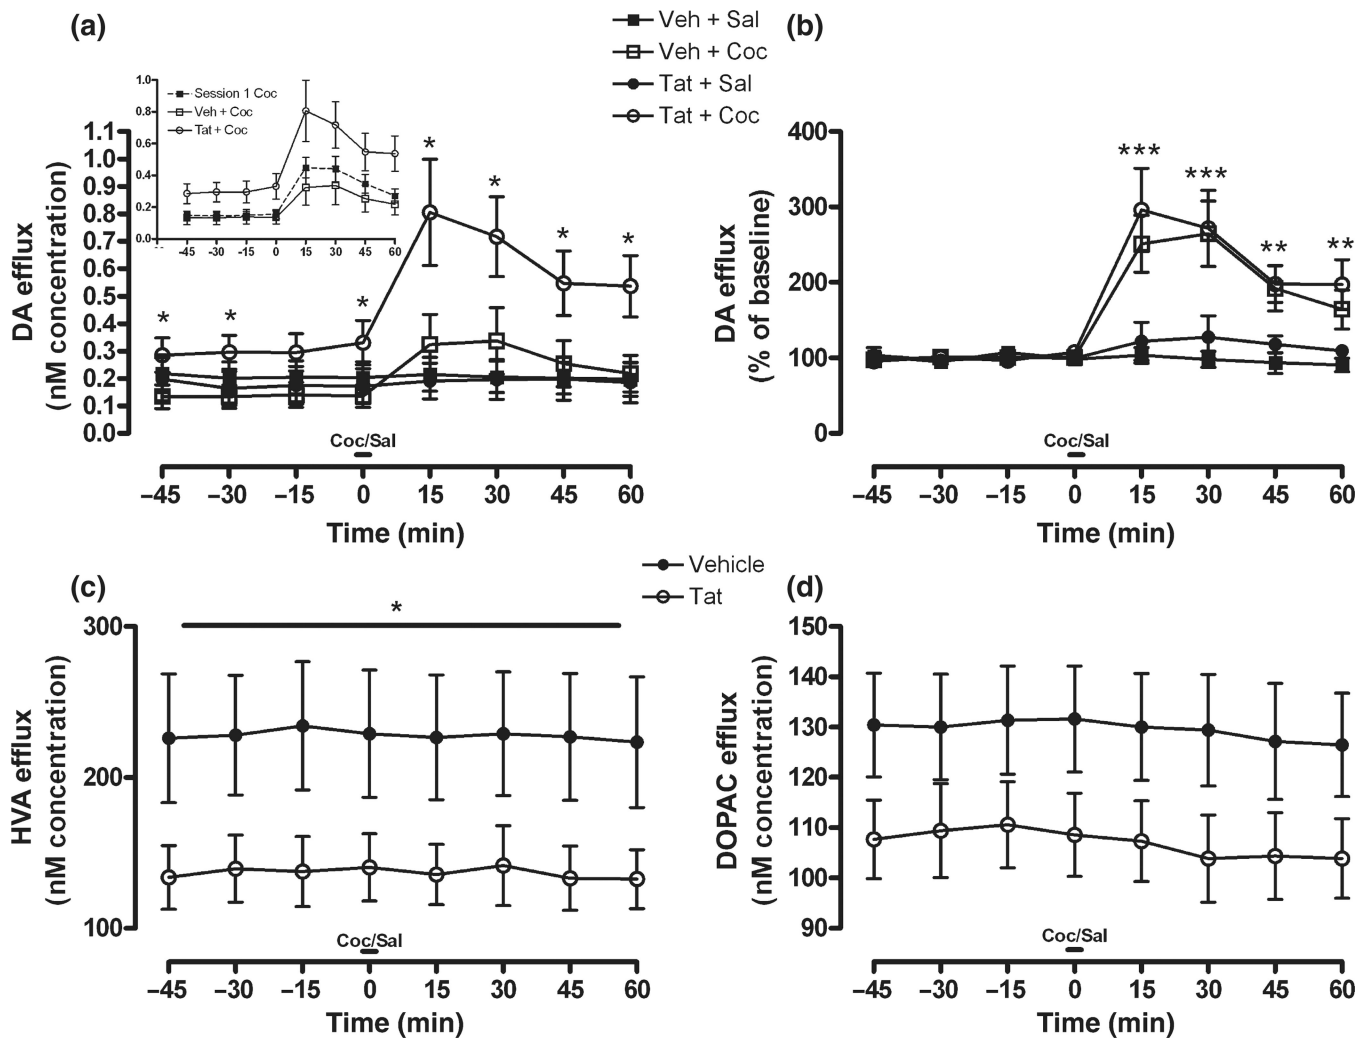 (a)
Veh + Sal
Veh + Coc
Tat + Sal
Tat + Coc
(b)
1.0
0.8
0.6
0.4
0.2
0.0
Session 1 Coc
Veh + Coc
Tat + Coc
-45 -30 -15 0 15 30 45 60
DA efflux
(nM concentration)
1.1
1.0
0.9
0.8
0.7
0.6
0.5
0.4
0.3
0.2
0.1
0.0
* * * * * * *
Coc/Sal
−45 −30 −15 0 15 30 45 60
Time (min)
DA efflux
(% of baseline)
400
300
200
100
0
*** *** ** **
Coc/Sal
−45 −30 −15 0 15 30 45 60
Time (min)
(c)
Vehicle
Tat
(d)
HVA efflux
(nM concentration)
300
200
100
*
Coc/Sal
−45 −30 −15 0 15 30 45 60
Time (min)
DOPAC efflux
(nM concentration)
150
140
130
120
110
100
90
Coc/Sal
−45 −30 −15 0 15 30 45 60
Time (min)